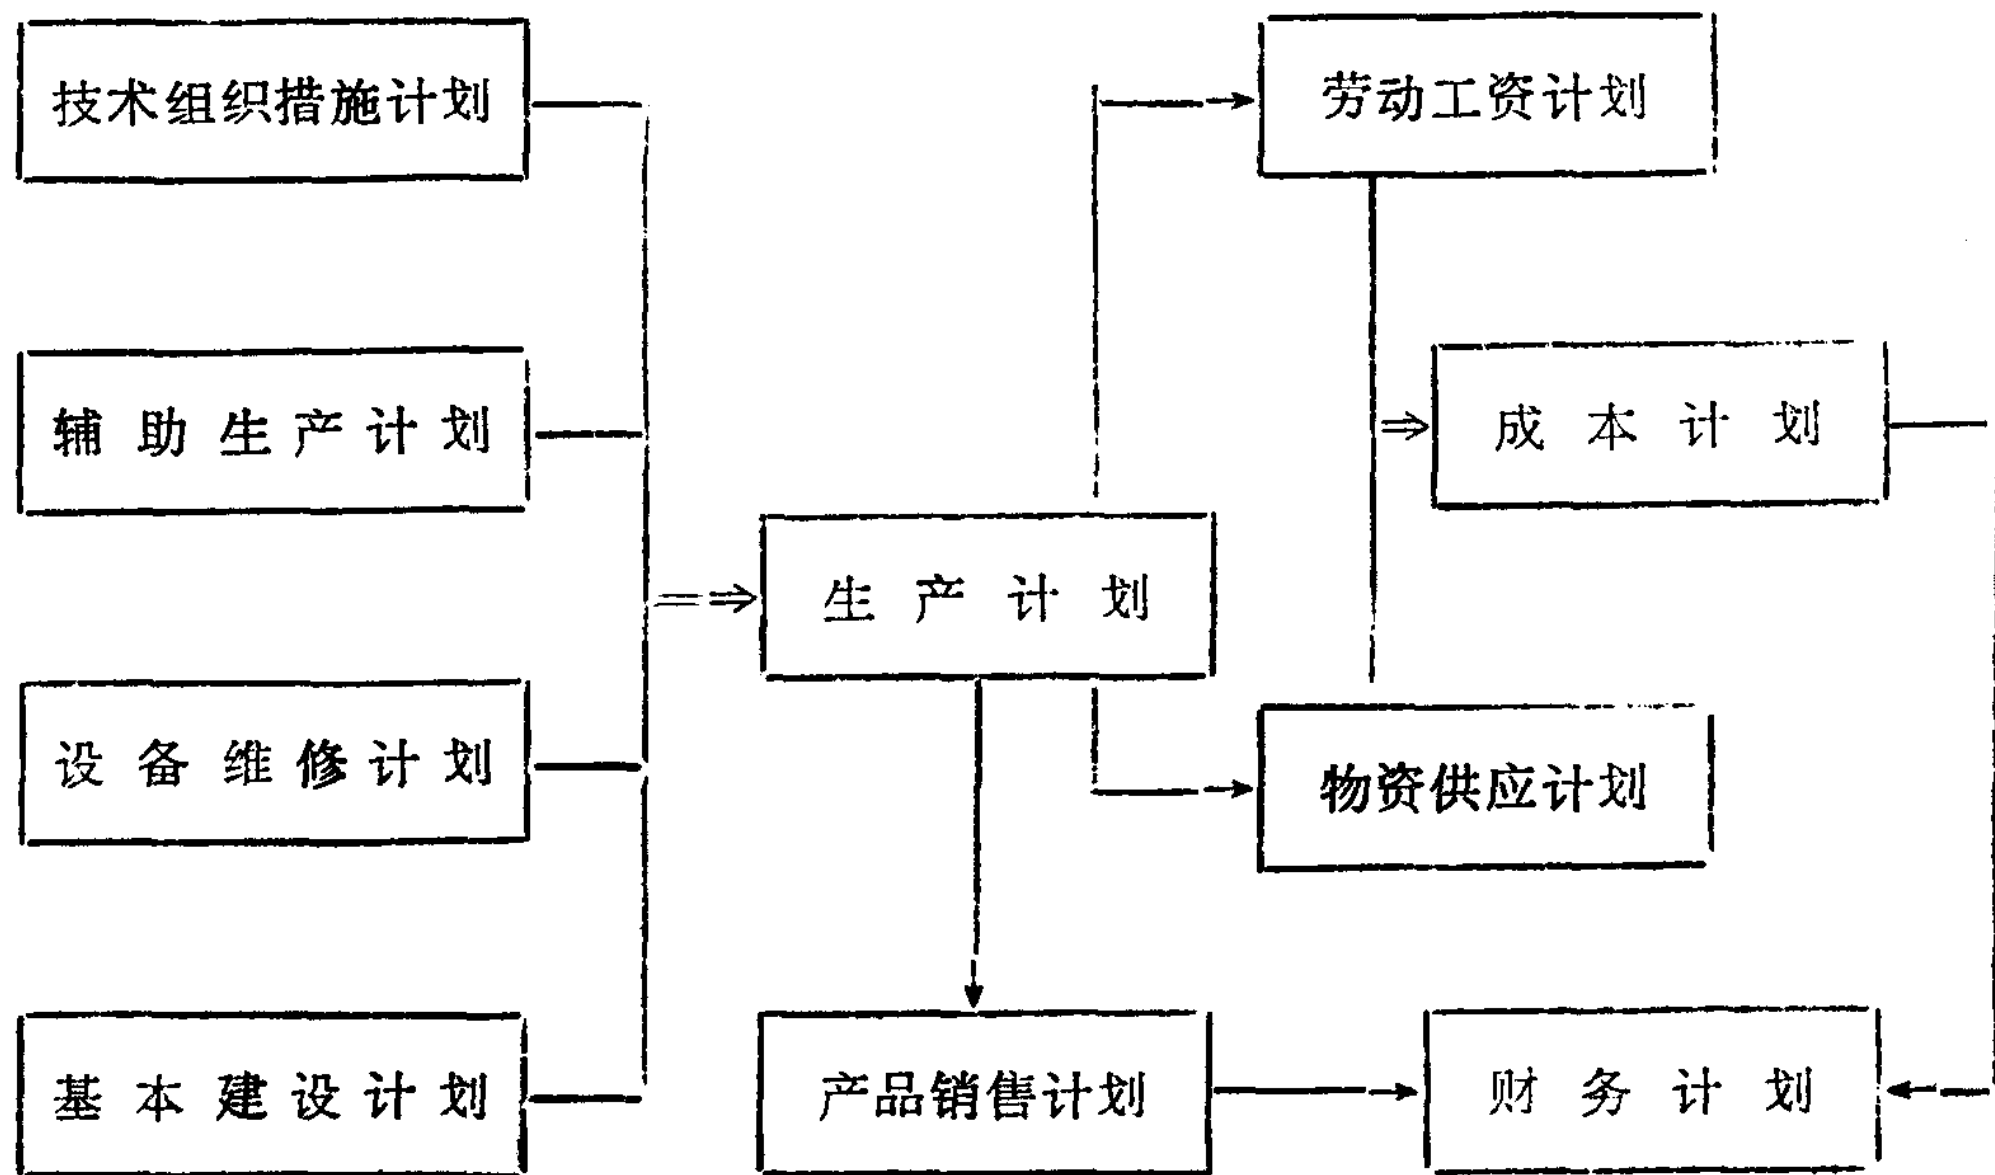 技术组织措施计划
劳动工资计划
辅助生产计划
成本计划
生产计划
设备维修计划
物资供应计划
基本建设计划
产品销售计划
财务计划